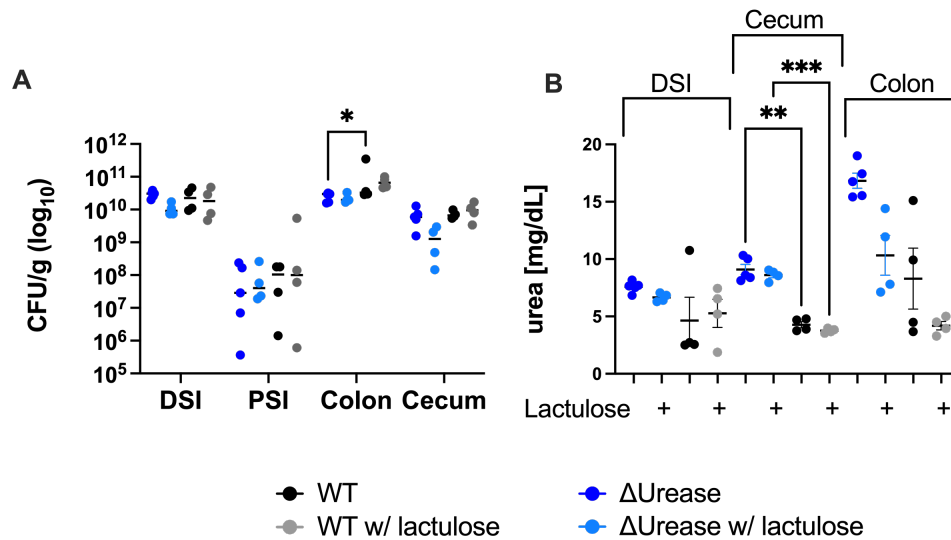 Cecum
A
B
DSI
Colon
*
**
***
CFU/g (log10)
10^12
10^11
10^10
10^9
10^8
10^7
10^6
10^5
DSI PSI Colon Cecum
urea [mg/dL]
20
15
10
5
0
Lactulose + + + + + +
WT
ΔUrease
WT w/ lactulose
ΔUrease w/ lactulose